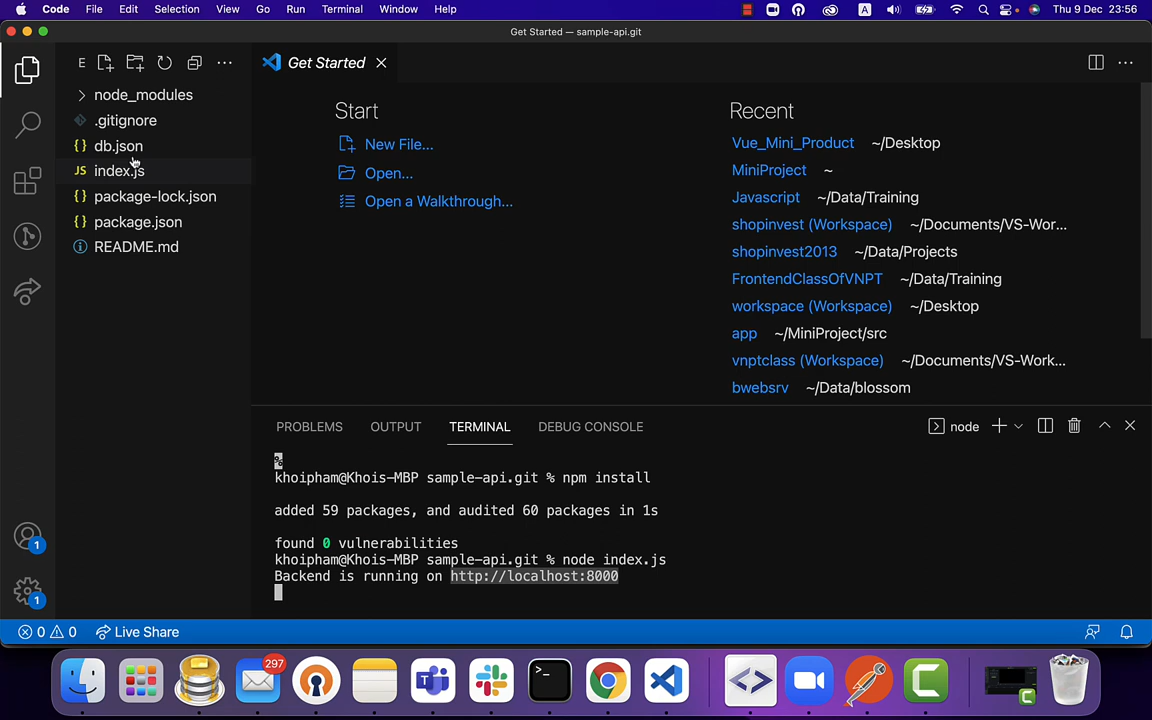 Code File Edit Selection View Go Run Terminal Window Help A Thu 9 Dec 23:56
Get Started — sample-api.git
E Get Started
node_modules
.gitignore
{} db.json
JS index.js
{} package-lock.json
{} package.json
README.md
Start
New File...
Open...
Open a Walkthrough...
Recent
Vue_Mini_Product ~/Desktop
MiniProject ~
Javascript ~/Data/Training
shopinvest (Workspace) ~/Documents/VS-Wor...
shopinvest2013 ~/Data/Projects
FrontendClassOfVNPT ~/Data/Training
workspace (Workspace) ~/Desktop
app ~/MiniProject/src
vnptclass (Workspace) ~/Documents/VS-Work...
bwebsrv ~/Data/blossom
PROBLEMS OUTPUT TERMINAL DEBUG CONSOLE node
%
khoipham@Khois-MBP sample-api.git % npm install
added 59 packages, and audited 60 packages in 1s
found 0 vulnerabilities
khoipham@Khois-MBP sample-api.git % node index.js
Backend is running on http://localhost:8000
1
1
0 0 Live Share
297